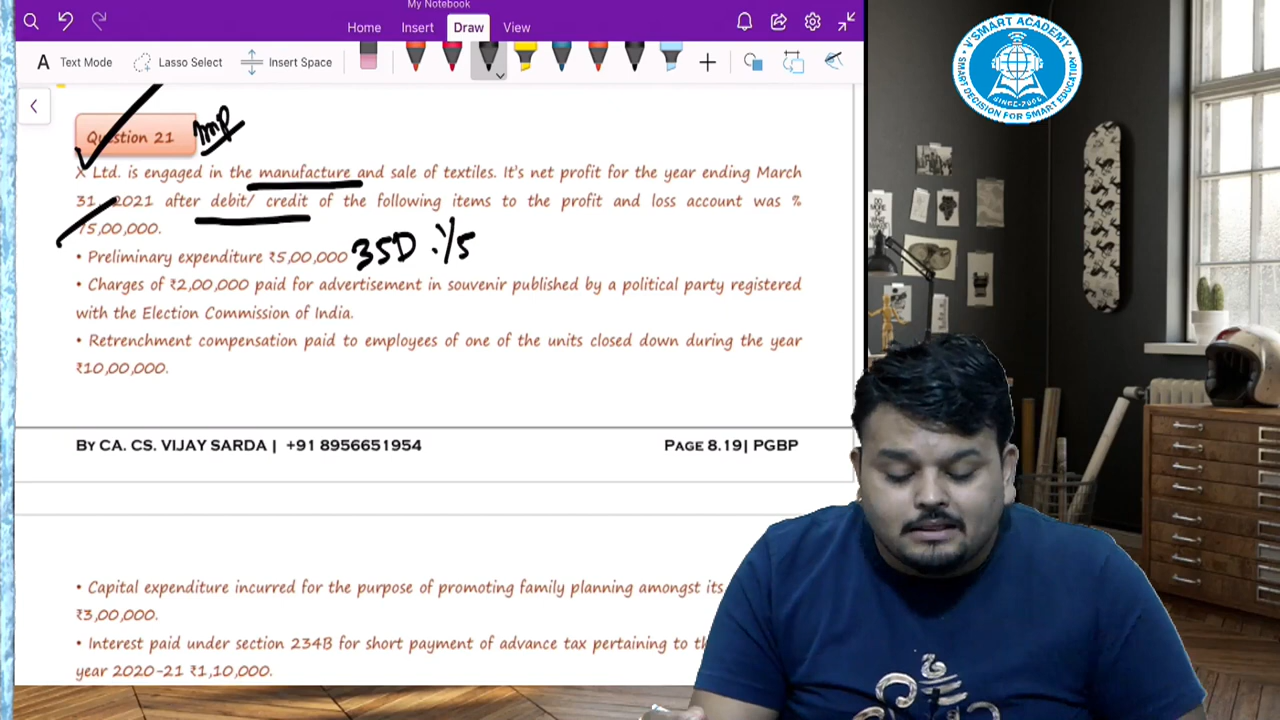 My Notebook
Home Insert Draw View
A Text Mode Lasso Select Insert Space
Question 21 Imp
X Ltd. is engaged in the manufacture and sale of textiles. It's net profit for the year ending March
31, 2021 after debit/ credit of the following items to the profit and loss account was %
75,00,000.
• Preliminary expenditure ₹5,00,000 35D :1/5
• Charges of ₹2,00,000 paid for advertisement in souvenir published by a political party registered
with the Election Commission of India.
• Retrenchment compensation paid to employees of one of the units closed down during the year
₹10,00,000.
BY CA. CS. VIJAY SARDA | +91 8956651954 PAGE 8.19| PGBP
• Capital expenditure incurred for the purpose of promoting family planning amongst its
₹3,00,000.
• Interest paid under section 234B for short payment of advance tax pertaining to
year 2020-21 ₹1,10,000.
V'SMART ACADEMY
SINCE-2006
SMART DECISION FOR SMART EDUCATION